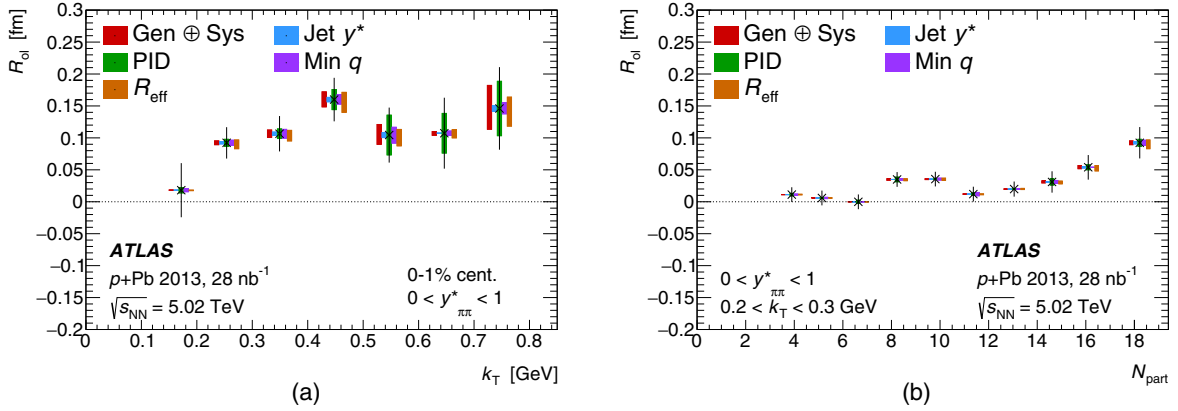 R_ol [fm]
0.3
0.25
0.2
0.15
0.1
0.05
0
−0.05
−0.1
−0.15
−0.2
Gen ⊕ Sys
PID
R_eff
Jet y*
Min q
ATLAS
p+Pb 2013, 28 nb⁻¹
√s_NN = 5.02 TeV
0-1% cent.
0 < y*_ππ < 1
0 0.1 0.2 0.3 0.4 0.5 0.6 0.7 0.8
k_T [GeV]
(a)
R_ol [fm]
0.3
0.25
0.2
0.15
0.1
0.05
0
−0.05
−0.1
−0.15
−0.2
Gen ⊕ Sys
PID
R_eff
Jet y*
Min q
0 < y*_ππ < 1
0.2 < k_T < 0.3 GeV
ATLAS
p+Pb 2013, 28 nb⁻¹
√s_NN = 5.02 TeV
0 2 4 6 8 10 12 14 16 18
N_part
(b)